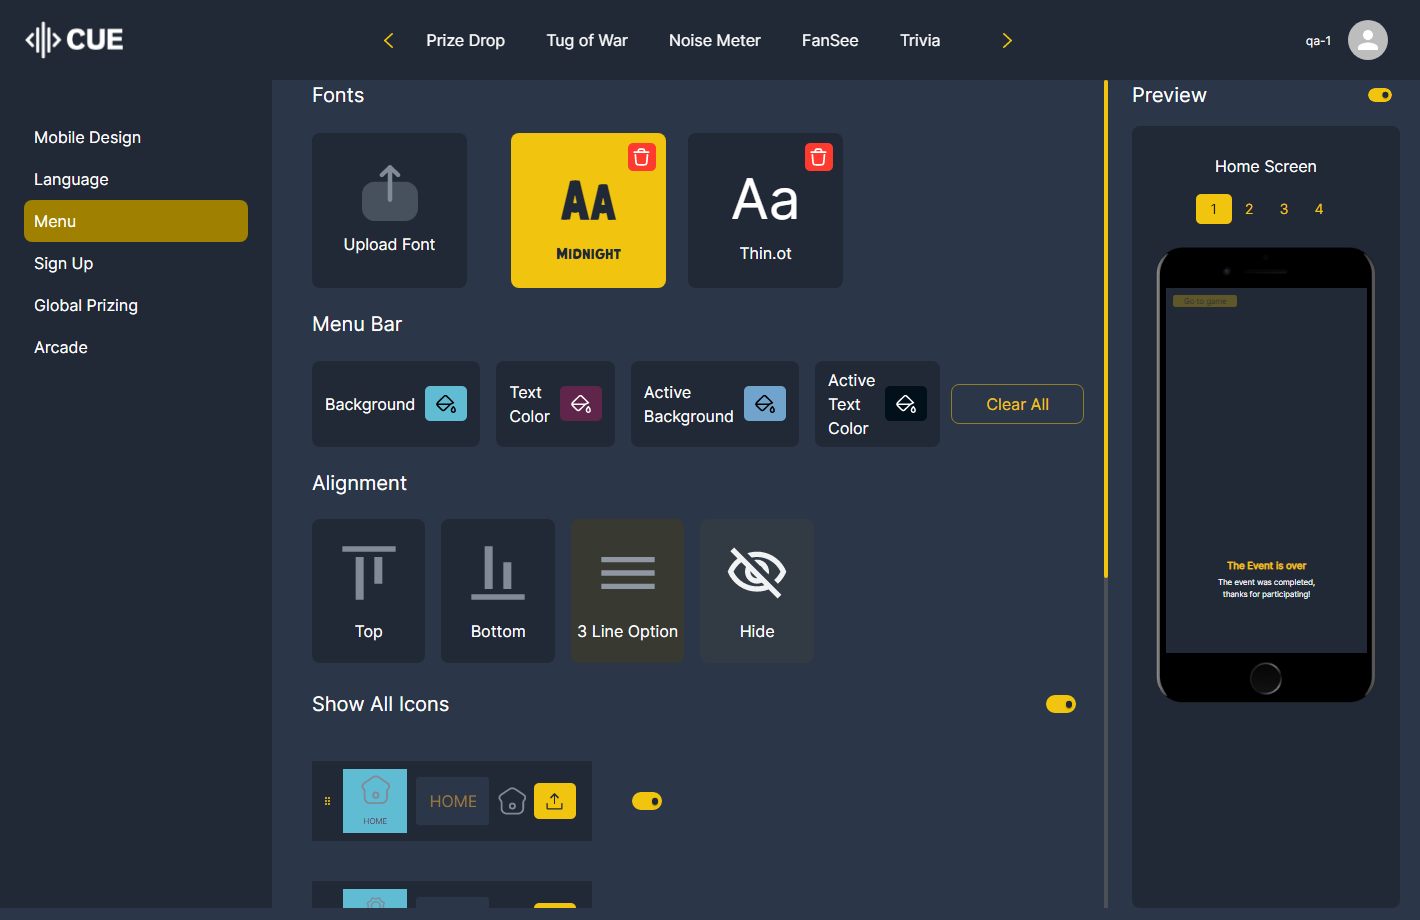 CUE
Prize Drop
Tug of War
Noise Meter
FanSee
Trivia
qa-1
Mobile Design
Language
Menu
Sign Up
Global Prizing
Arcade
Fonts
Upload Font
AA
MIDNIGHT
Aa
Thin.ot
Menu Bar
Background
Text
Color
Active
Background
Active
Text
Color
Clear All
Alignment
Top
Bottom
3 Line Option
Hide
Show All Icons
HOME
HOME
Preview
Home Screen
1 2 3 4
Go to game
The Event is over
The event was completed,
thanks for participating!